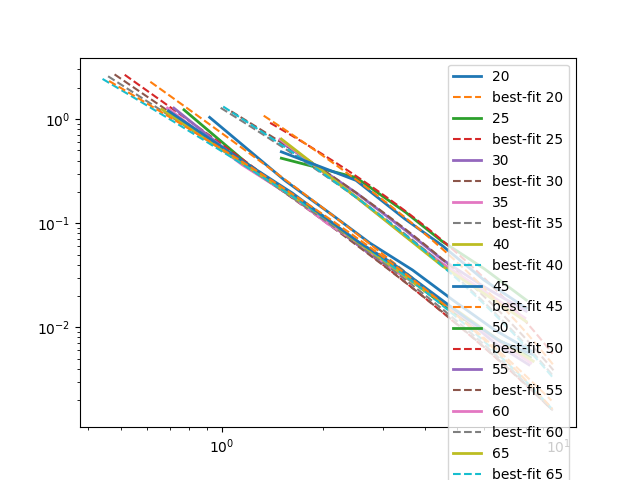 10⁰
10⁻¹
10⁻²
10⁰
10¹
20
best-fit 20
25
best-fit 25
30
best-fit 30
35
best-fit 35
40
best-fit 40
45
best-fit 45
50
best-fit 50
55
best-fit 55
60
best-fit 60
65
best-fit 65